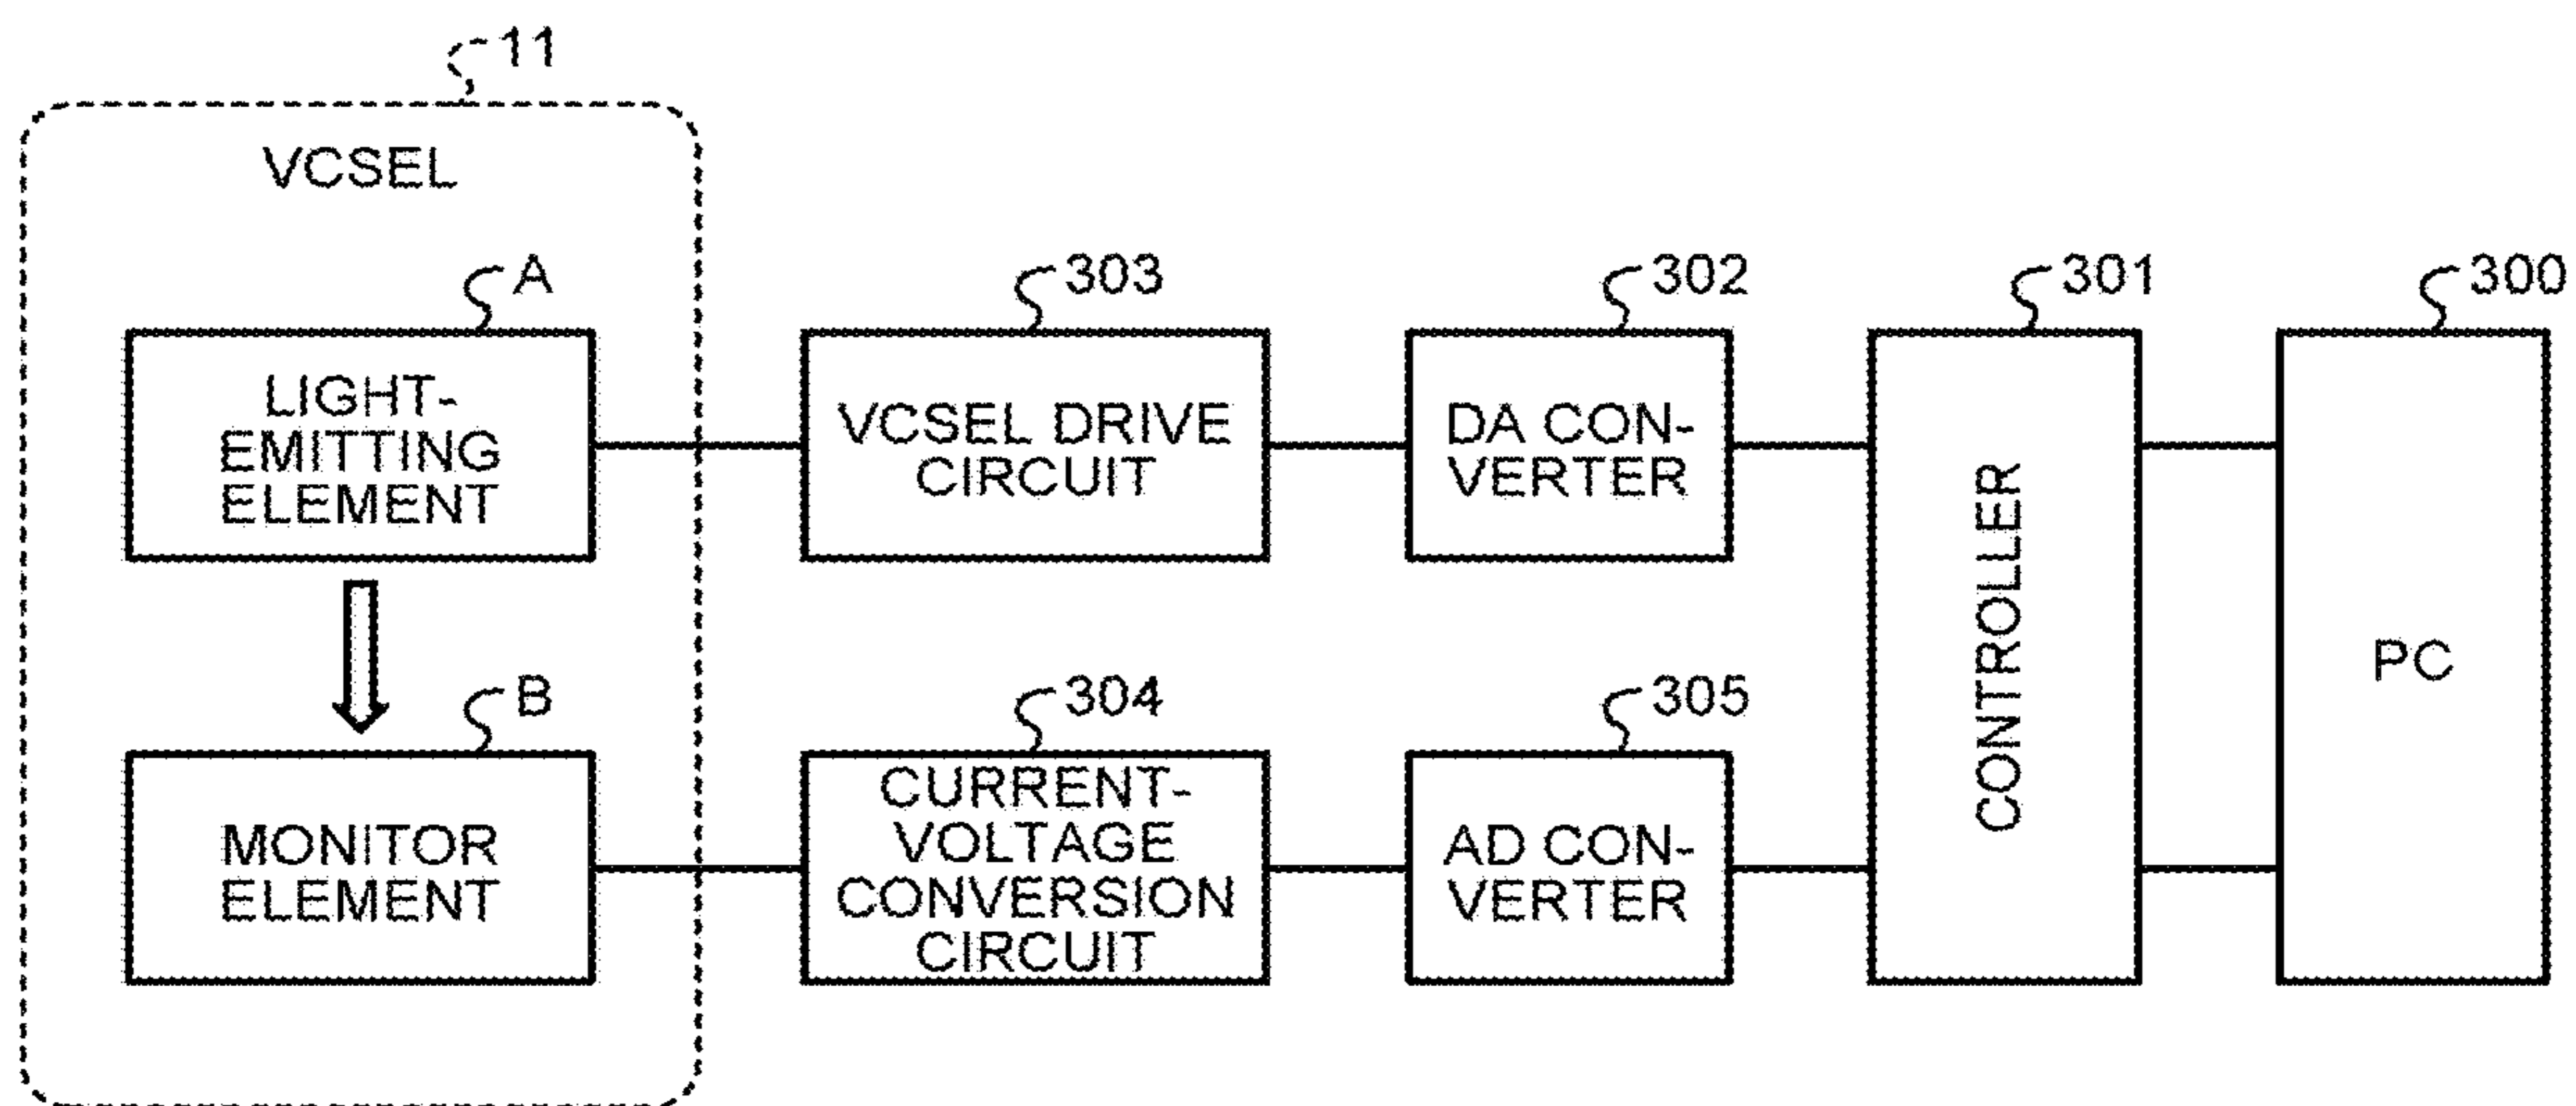 11
VCSEL
A
303
302
301
300
LIGHT-
EMITTING
ELEMENT
VCSEL DRIVE
CIRCUIT
DA CON-
VERTER
CONTROLLER
PC
B
304
305
MONITOR
ELEMENT
CURRENT-
VOLTAGE
CONVERSION
CIRCUIT
AD CON-
VERTER